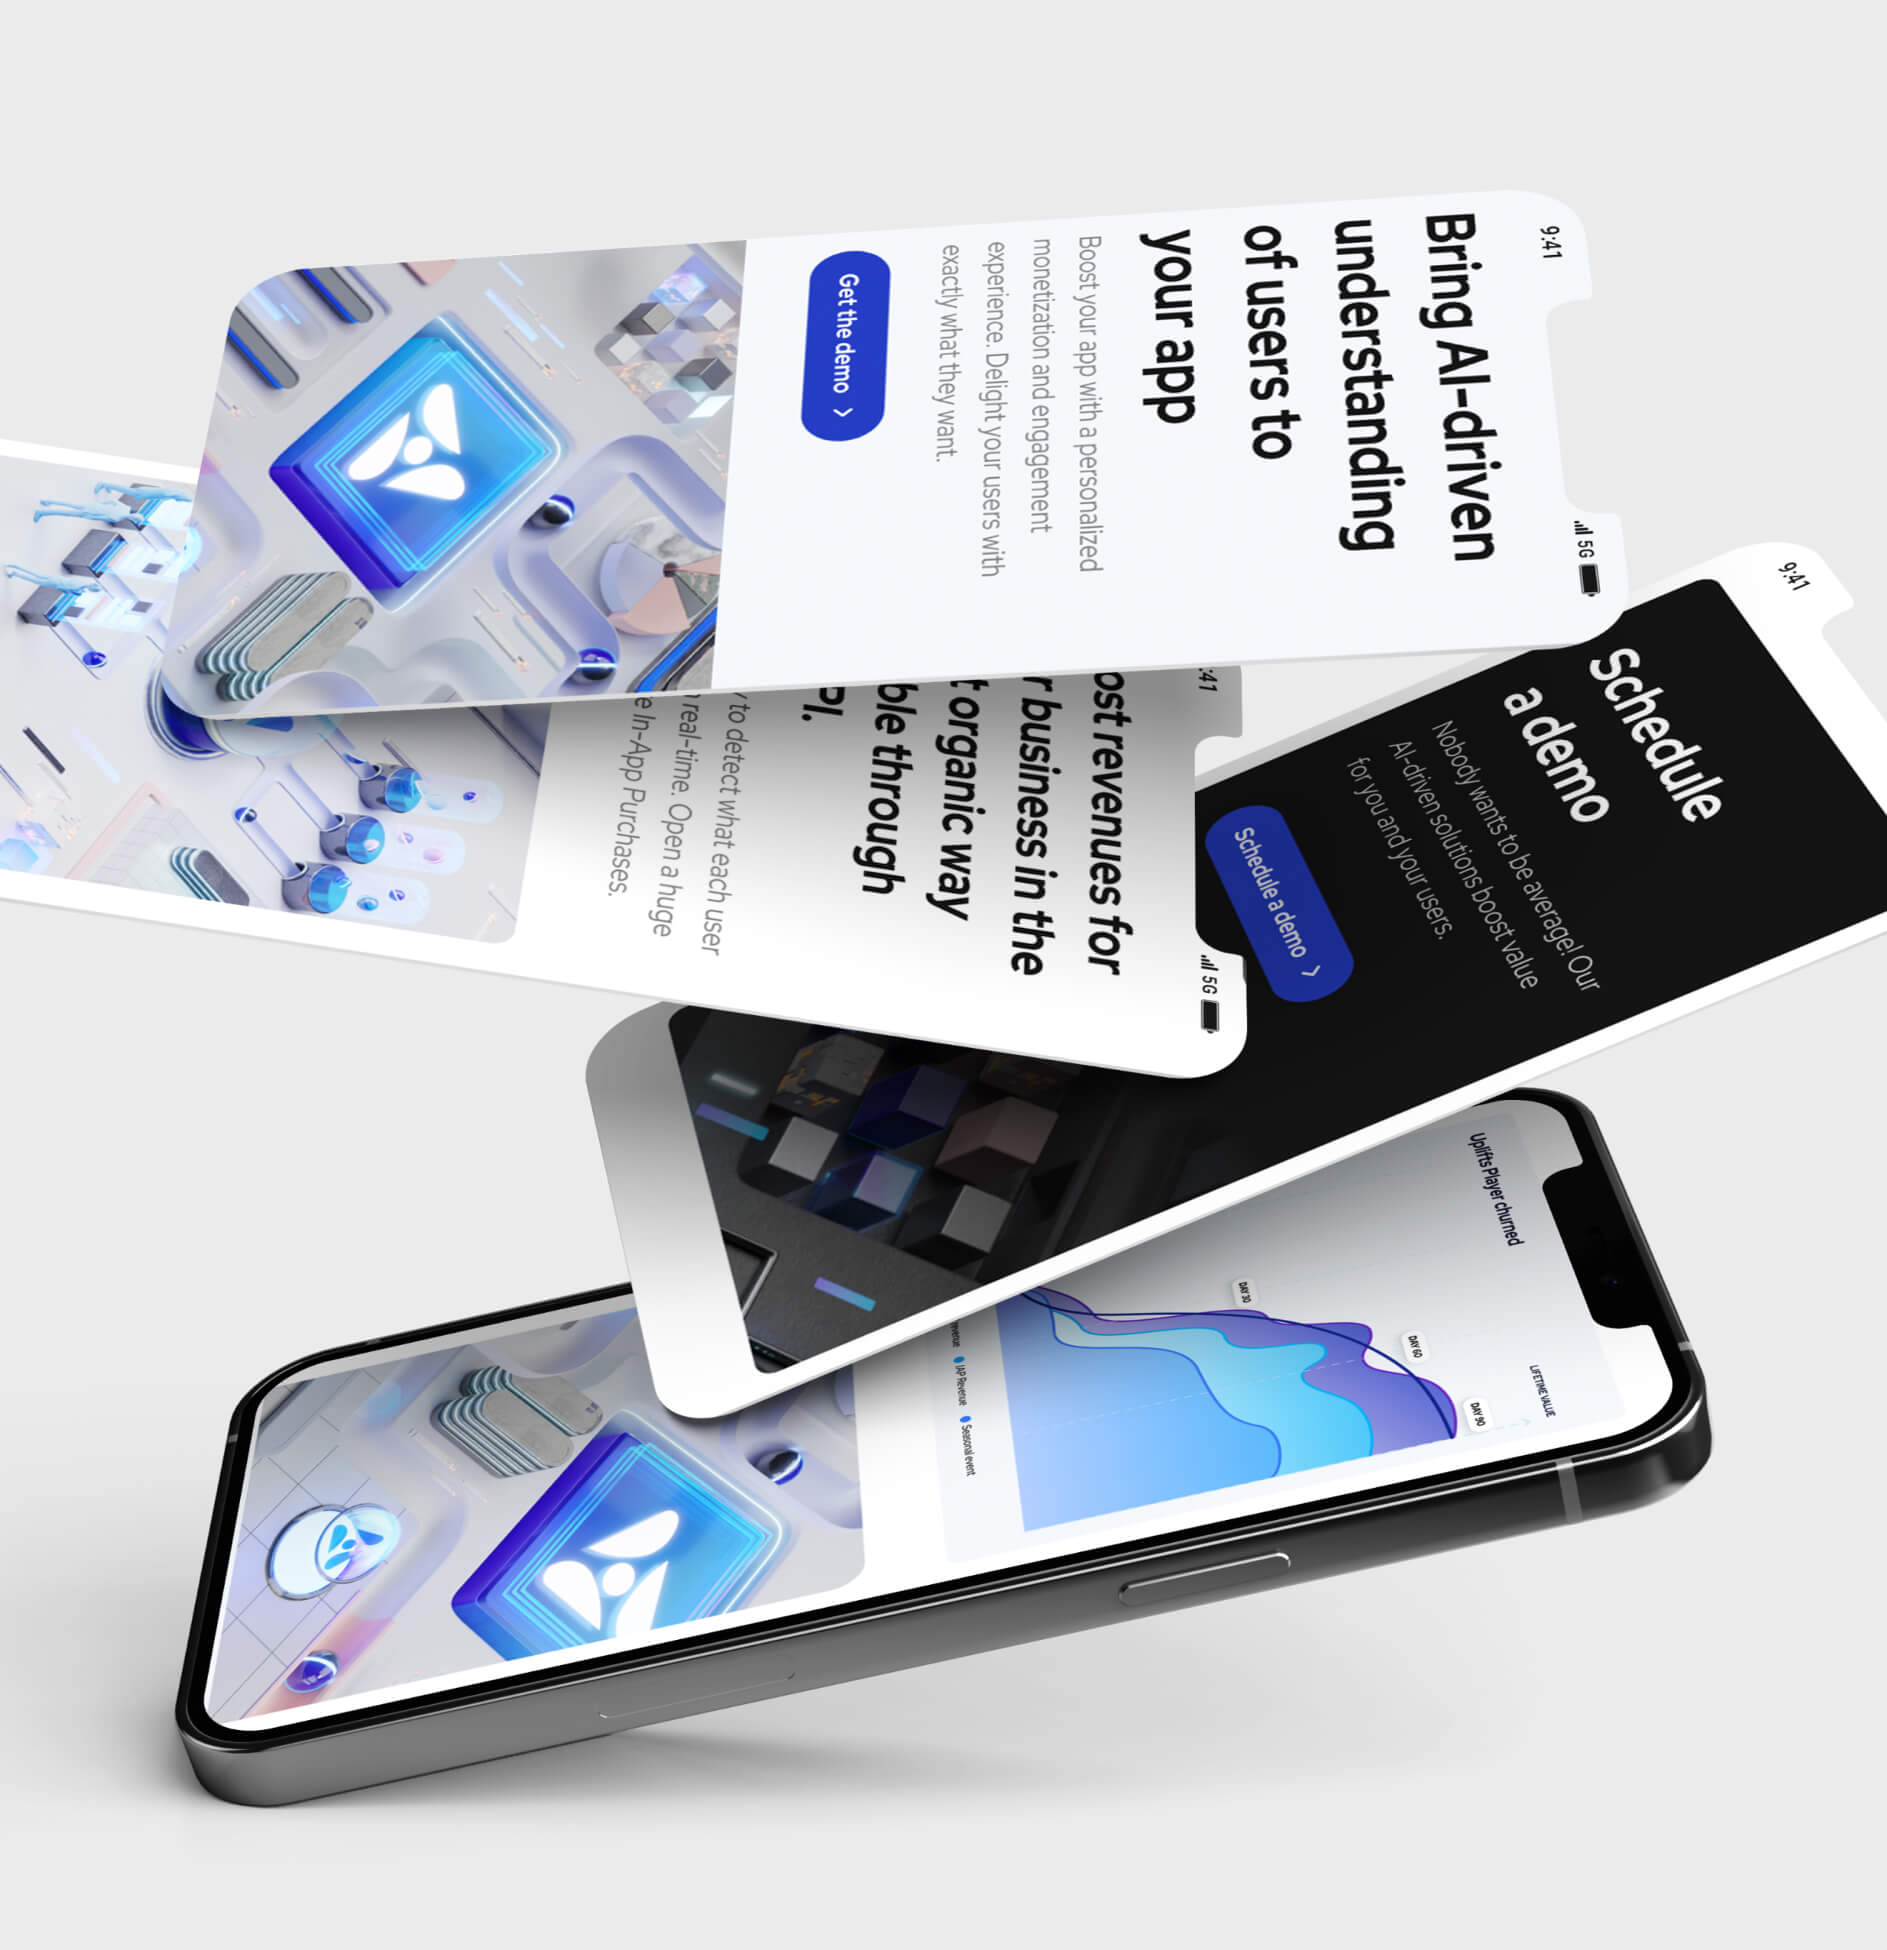 9:41
5G
Bring AI-driven
understanding
of users to
your app
Boost your app with a personalized
monetization and engagement
experience. Delight your users with
exactly what they want.
Get the demo
:41
5G
ost revenues for
r business in the
t organic way
ble through
PI.
y to detect what each user
real-time. Open a huge
e In-App Purchases.
9:41
Schedule
a demo
Nobody wants to be average! Our
AI-driven solutions boost value
for you and your users.
Schedule a demo
Uplifts Player churned
LIFETIME VALUE
DAY 30
DAY 60
DAY 90
revenue
IAP Revenue
Seasonal event